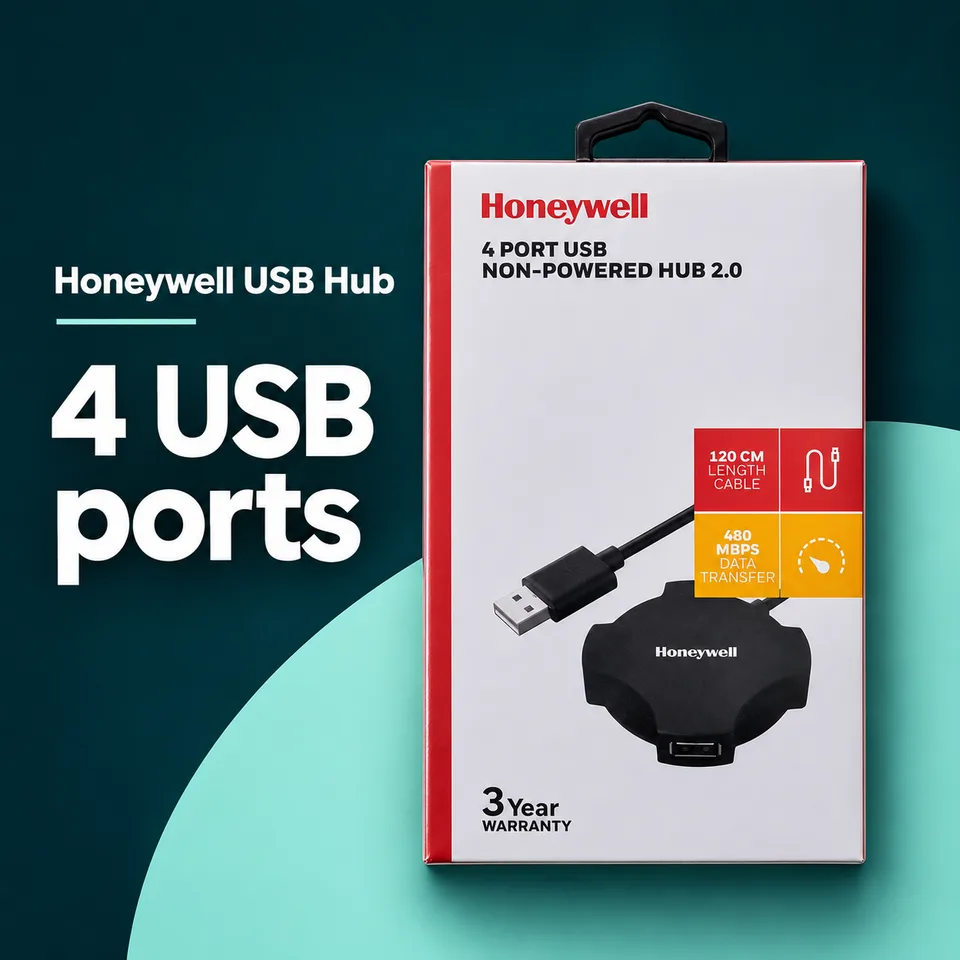 Honeywell USB Hub
4 USB
ports
Honeywell
4 PORT USB
NON-POWERED HUB 2.0
120 CM
LENGTH
CABLE
480
MBPS
DATA
TRANSFER
Honeywell
3 Year
WARRANTY